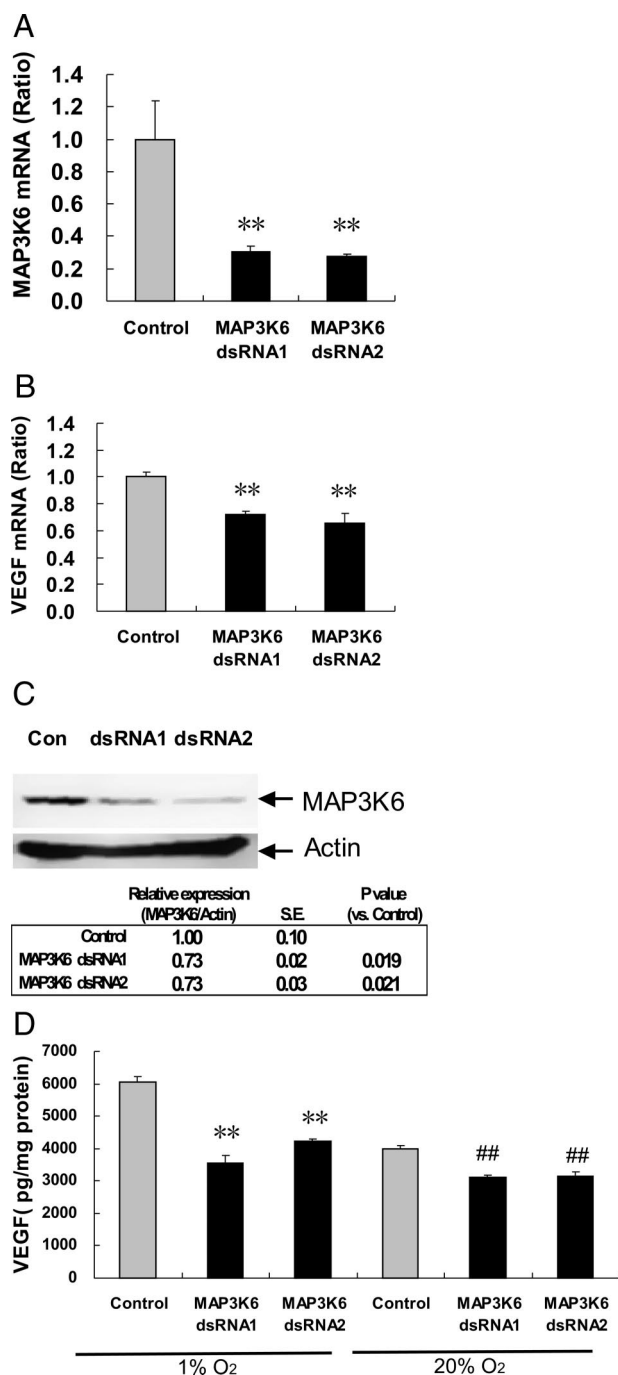 A
MAP3K6 mRNA (Ratio)
1.4
1.2
1.0
0.8
0.6
0.4
0.2
0.0
** **
Control MAP3K6 MAP3K6
dsRNA1 dsRNA2
B
VEGF mRNA (Ratio)
1.4
1.2
1.0
0.8
0.6
0.4
0.2
0.0
** **
Control MAP3K6 MAP3K6
dsRNA1 dsRNA2
C
Con dsRNA1 dsRNA2
MAP3K6
Actin
Relative expression P value
(MAP3K6/Actin) S.E. (vs. Control)
Control 1.00 0.10
MAP3K6 dsRNA1 0.73 0.02 0.019
MAP3K6 dsRNA2 0.73 0.03 0.021
D
VEGF( pg/mg protein)
7000
6000
5000
4000
3000
2000
1000
0
** ** ## ##
Control MAP3K6 MAP3K6 Control MAP3K6 MAP3K6
dsRNA1 dsRNA2 dsRNA1 dsRNA2
1% O2 20% O2